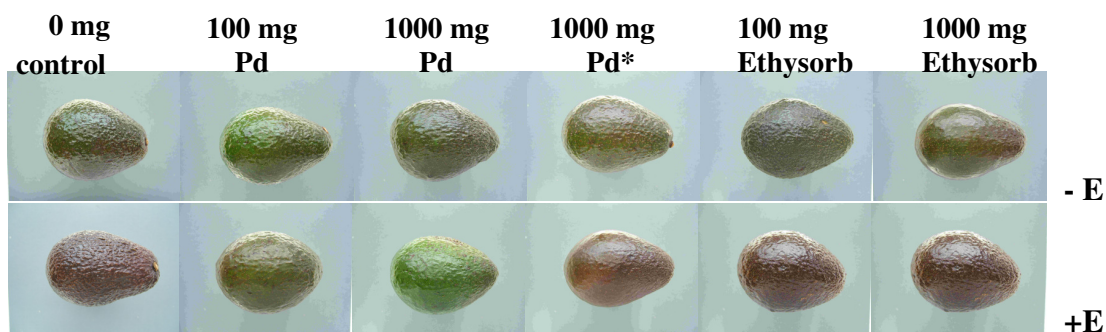 0 mg 100 mg 1000 mg 1000 mg 100 mg 1000 mg
control Pd Pd Pd* Ethysorb Ethysorb
- E
+E